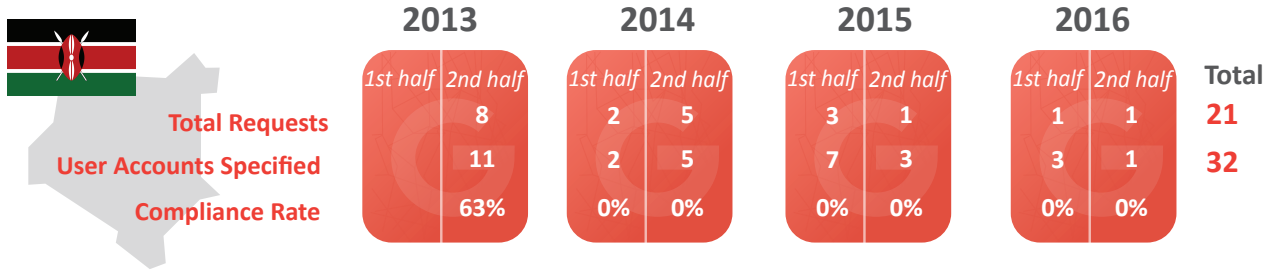 2013 2014 2015 2016
1st half 2nd half 1st half 2nd half 1st half 2nd half 1st half 2nd half Total
Total Requests 8 2 5 3 1 1 1 21
User Accounts Specified 11 2 5 7 3 3 1 32
Compliance Rate 63% 0% 0% 0% 0% 0% 0%